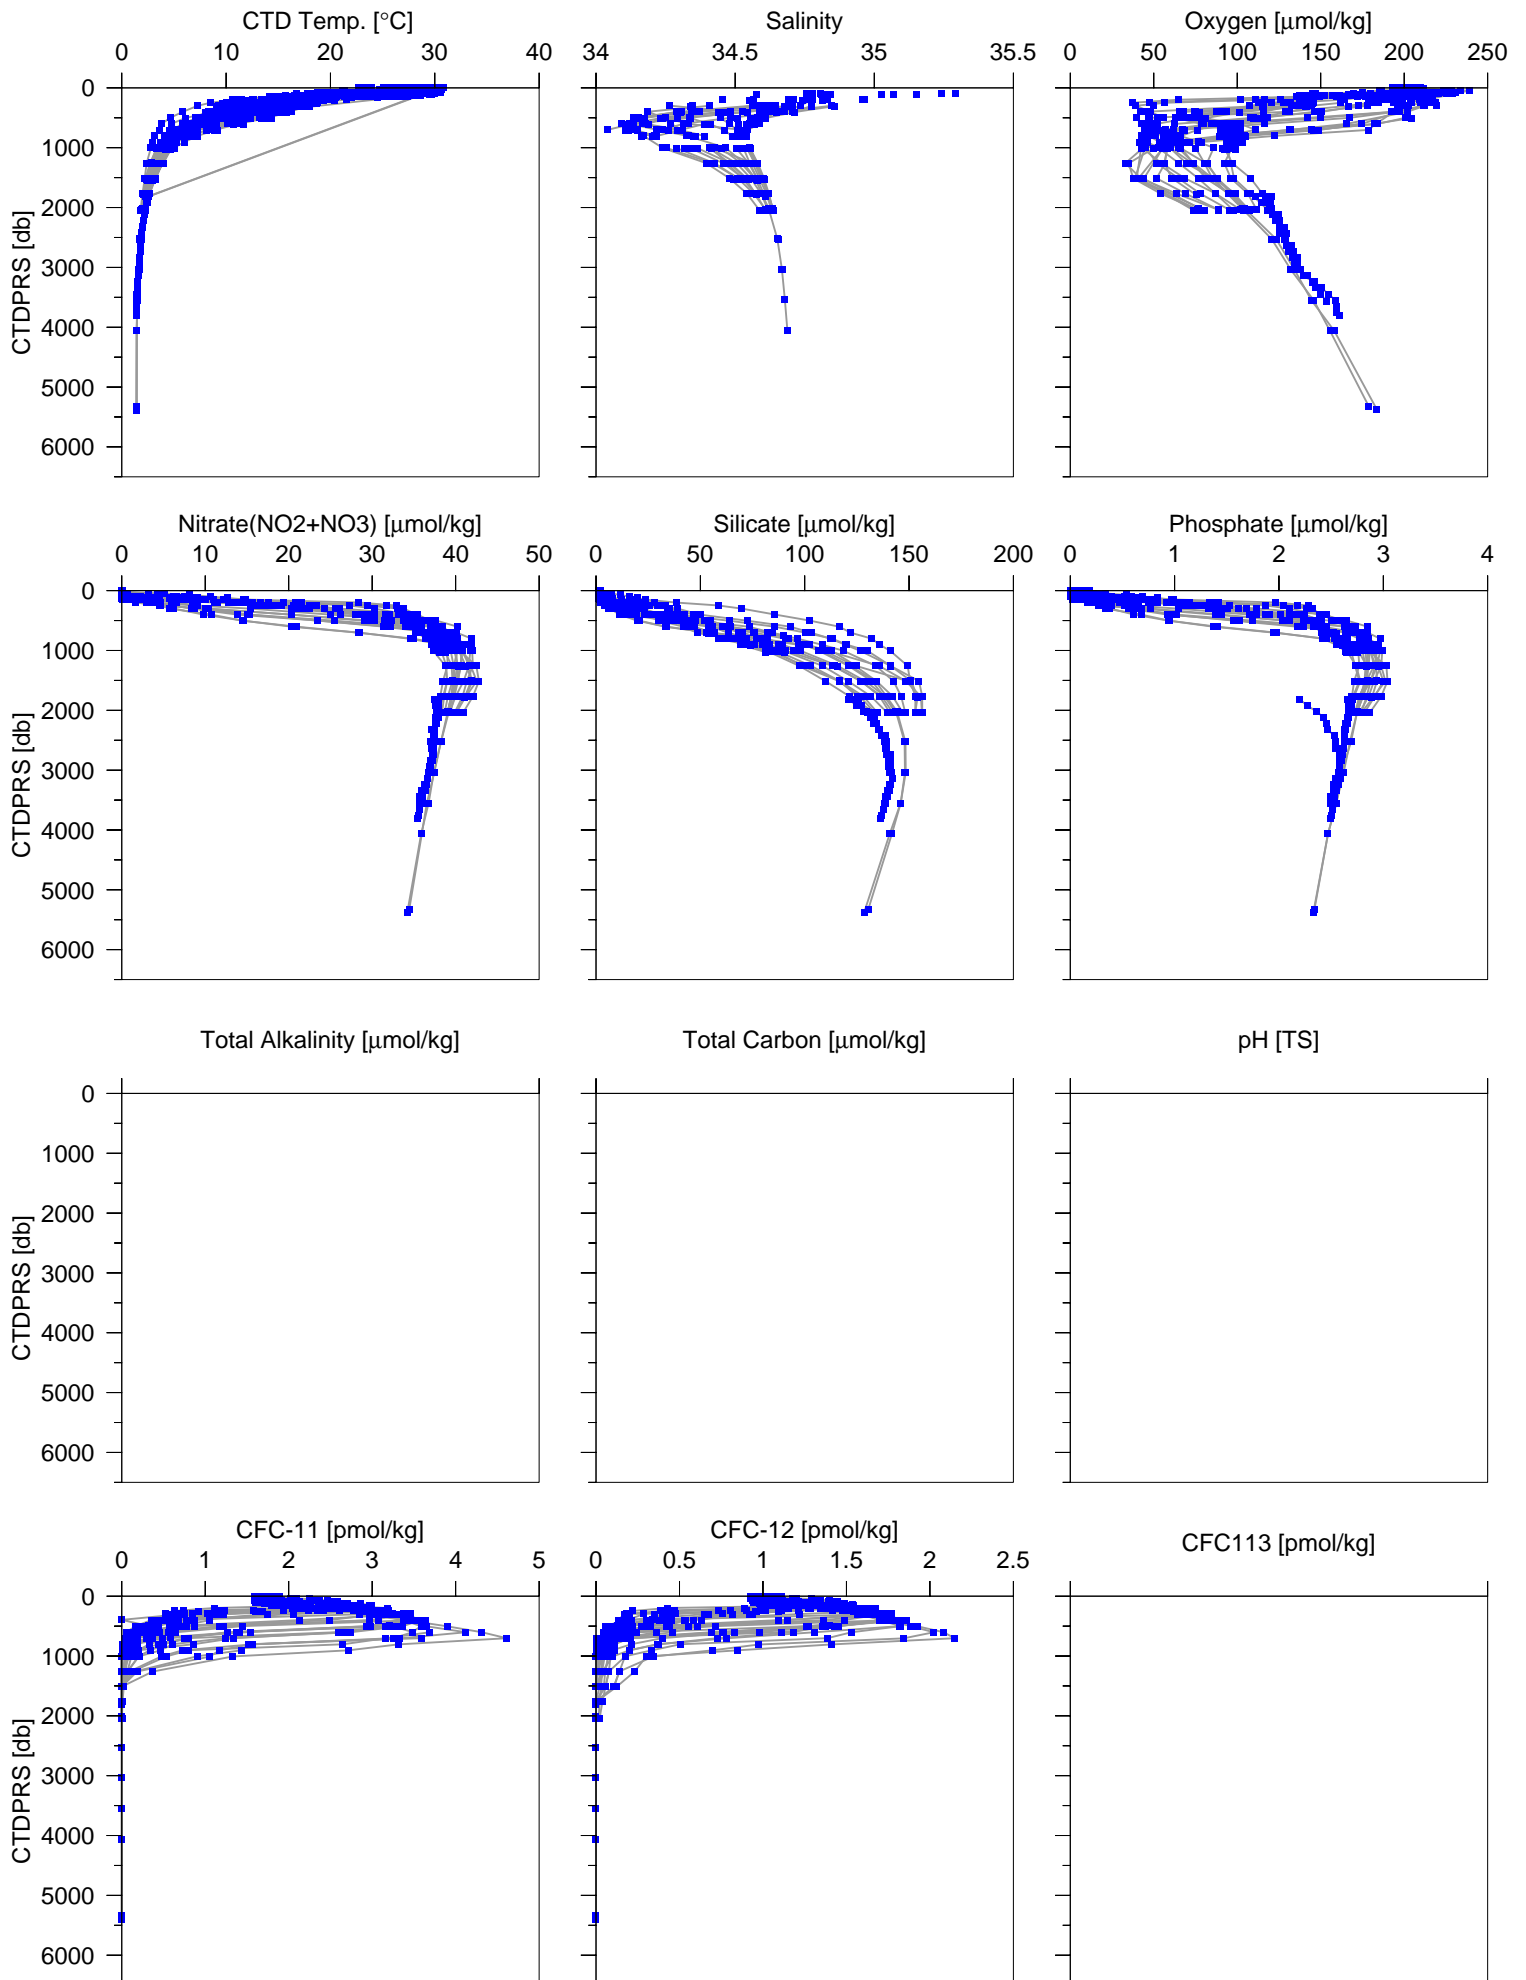 CTD Temp. [°C] Salinity Oxygen [μmol/kg]
0 10 20 30 40 34 34.5 35 35.5 0 50 100 150 200 250
0
1000
2000
3000
4000
5000
6000
CTDPRS [db]
Nitrate(NO2+NO3) [μmol/kg] Silicate [μmol/kg] Phosphate [μmol/kg]
0 10 20 30 40 50 0 50 100 150 200 0 1 2 3 4
0
1000
2000
3000
4000
5000
6000
CTDPRS [db]
Total Alkalinity [μmol/kg] Total Carbon [μmol/kg] pH [TS]
0
1000
2000
3000
4000
5000
6000
CTDPRS [db]
CFC-11 [pmol/kg] CFC-12 [pmol/kg] CFC113 [pmol/kg]
0 1 2 3 4 5 0 0.5 1 1.5 2 2.5
0
1000
2000
3000
4000
5000
6000
CTDPRS [db]